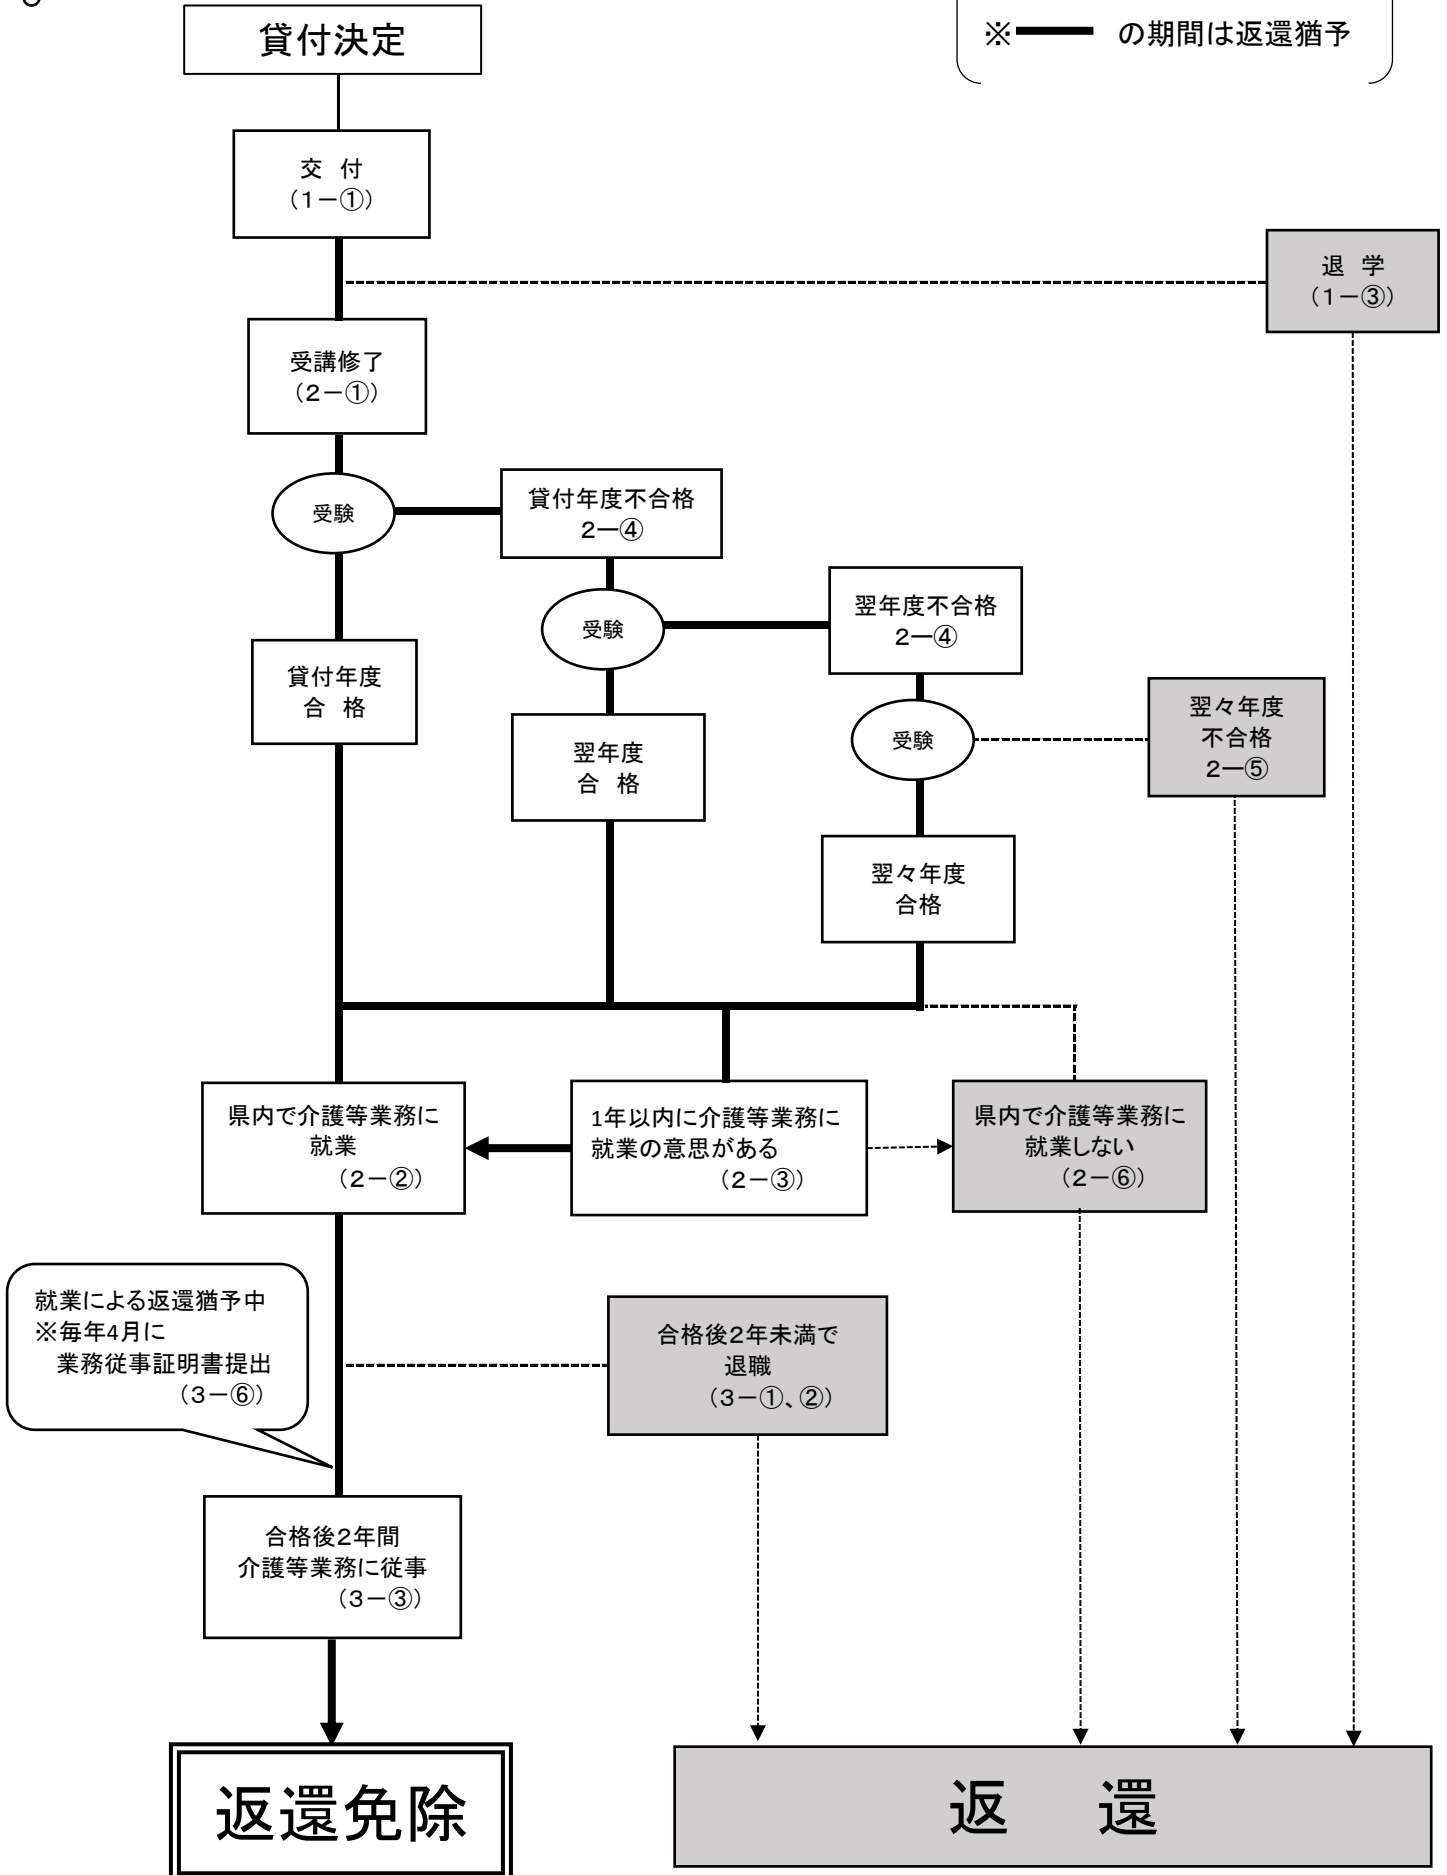 貸付決定
※ の期間は返還猶予
交 付
（１－①）
退 学
（１－③）
受講修了
（２－①）
受験
貸付年度不合格
２―④
受験
翌年度不合格
２―④
貸付年度
合 格
翌年度
合 格
受験
翌々年度
不合格
２―⑤
翌々年度
合格
県内で介護等業務に
就業
（２－②）
1年以内に介護等業務に
就業の意思がある
（２－③）
県内で介護等業務に
就業しない
（２－⑥）
就業による返還猶予中
※毎年4月に
業務従事証明書提出
（３－⑥）
合格後２年未満で
退職
（３－①、②）
合格後２年間
介護等業務に従事
（３－③）
返還免除
返 還